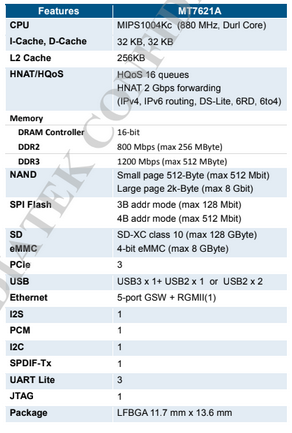 Features MT7621A
CPU MIPS1004Kc (880 MHz, Durl Core)
I-Cache, D-Cache 32 KB, 32 KB
L2 Cache 256KB
HNAT/HQoS HQoS 16 queues
HNAT 2 Gbps forwarding
(IPv4, IPv6 routing, DS-Lite, 6RD, 6to4)
Memory
DRAM Controller 16-bit
DDR2 800 Mbps (max 256 MByte)
DDR3 1200 Mbps (max 512 MByte)
NAND Small page 512-Byte (max 512 Mbit)
Large page 2k-Byte (max 8 Gbit)
SPI Flash 3B addr mode (max 128 Mbit)
4B addr mode (max 512 Mbit)
SD SD-XC class 10 (max 128 GByte)
eMMC 4-bit eMMC (max 8 GByte)
PCIe 3
USB USB3 x 1+ USB2 x 1 or USB2 x 2
Ethernet 5-port GSW + RGMII(1)
I2S 1
PCM 1
I2C 1
SPDIF-Tx 1
UART Lite 3
JTAG 1
Package LFBGA 11.7 mm x 13.6 mm